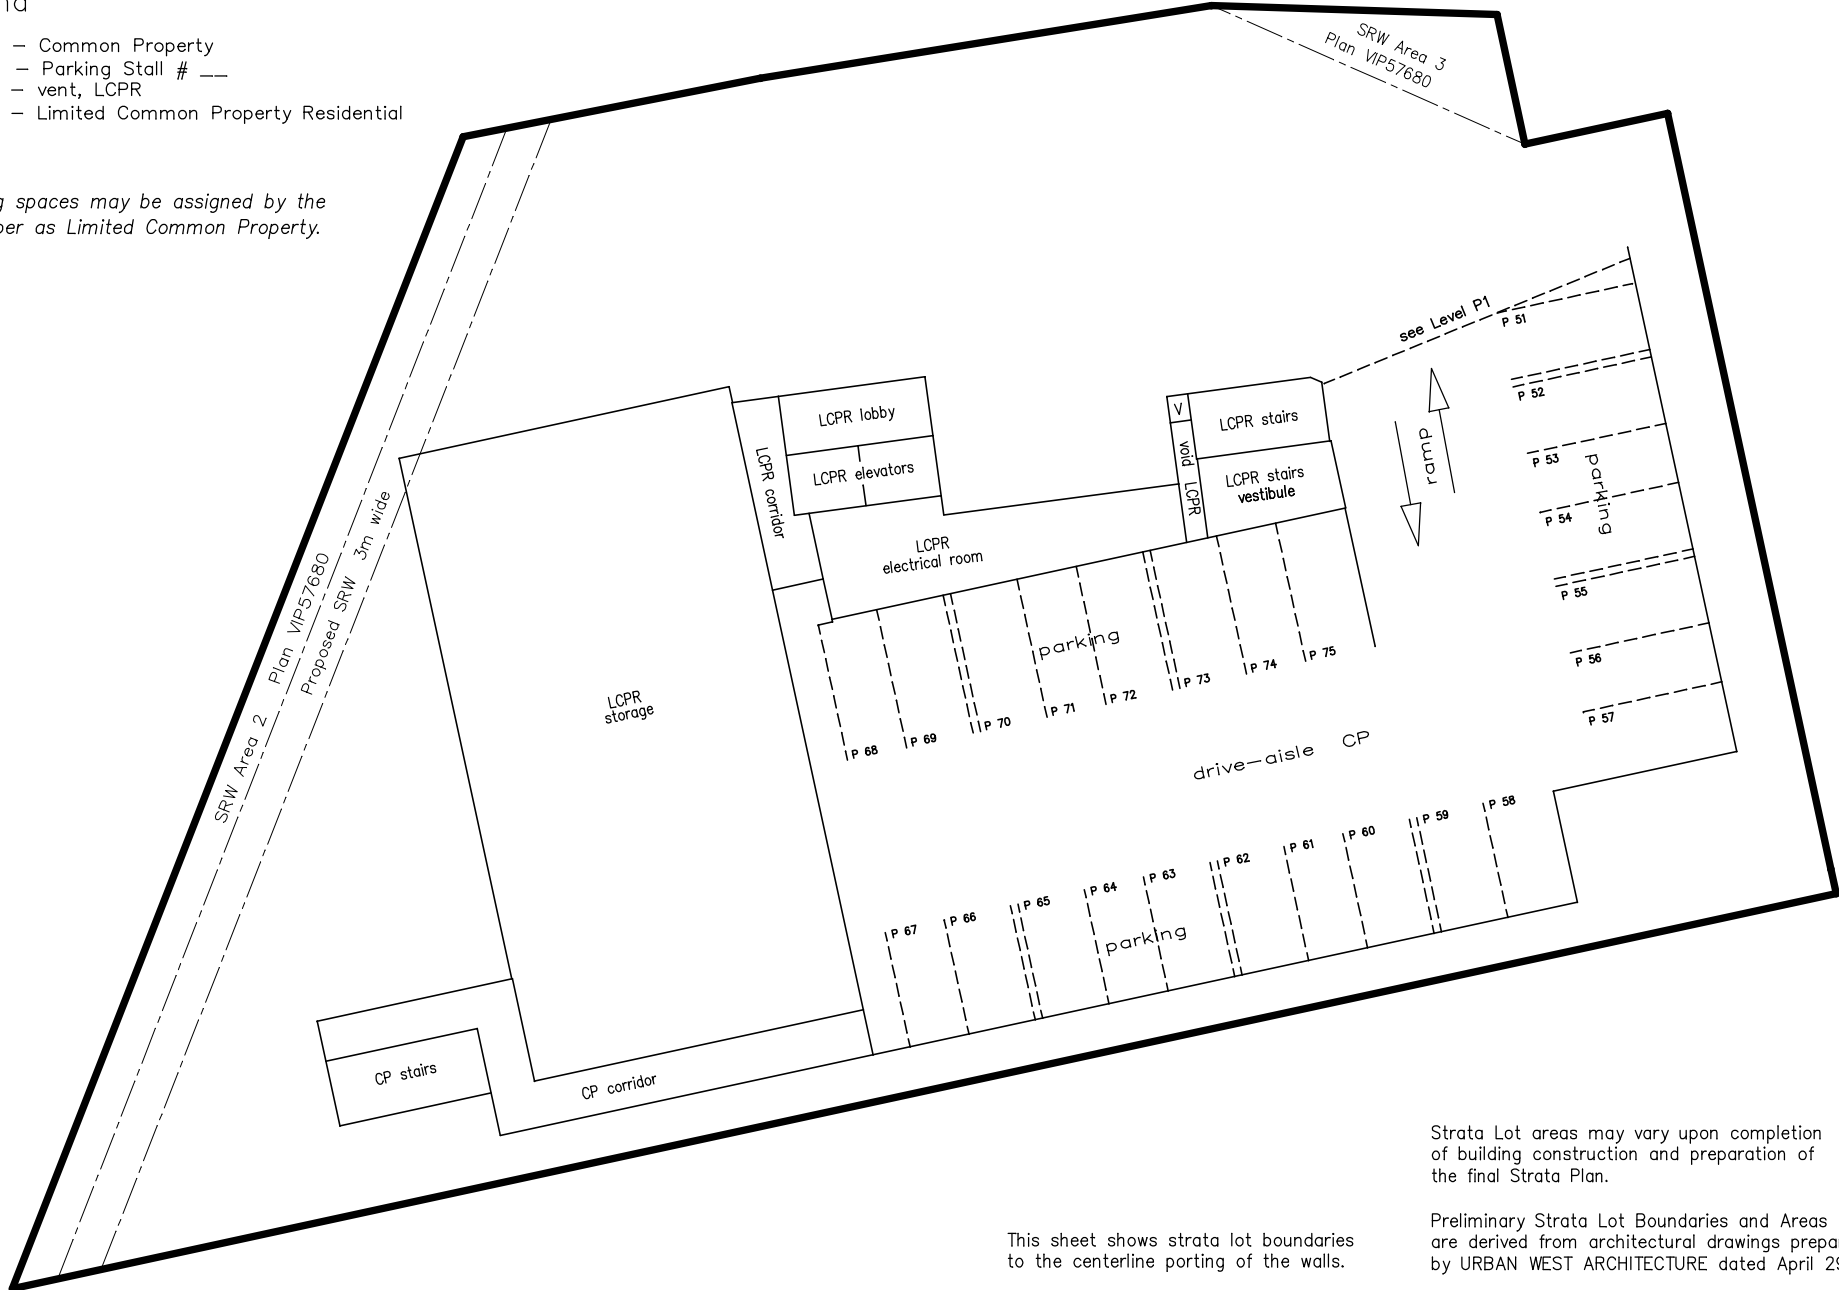 – Common Property
– Parking Stall # __
– vent, LCPR
– Limited Common Property Residential
spaces may be assigned by the
as Limited Common Property.
SRW Area 3
Plan VIP57680
SRW Area 2 Plan VIP57680
Proposed SRW 3m wide
see Level P1
P 51
P 52
P 53
P 54
P 55
P 56
P 57
parking
ramp
LCPR lobby
LCPR elevators
LCPR corridor
LCPR
electrical room
V
void LCPR
LCPR stairs
LCPR stairs
vestibule
LCPR
storage
parking
P 68
P 69
P 70
P 71
P 72
P 73
P 74
P 75
drive-aisle CP
P 67
P 66
P 65
P 64
P 63
P 62
P 61
P 60
P 59
P 58
parking
CP stairs
CP corridor
This sheet shows strata lot boundaries
to the centerline porting of the walls.
Strata Lot areas may vary upon completion
of building construction and preparation of
the final Strata Plan.
Preliminary Strata Lot Boundaries and Areas
are derived from architectural drawings
by URBAN WEST ARCHITECTURE dated April